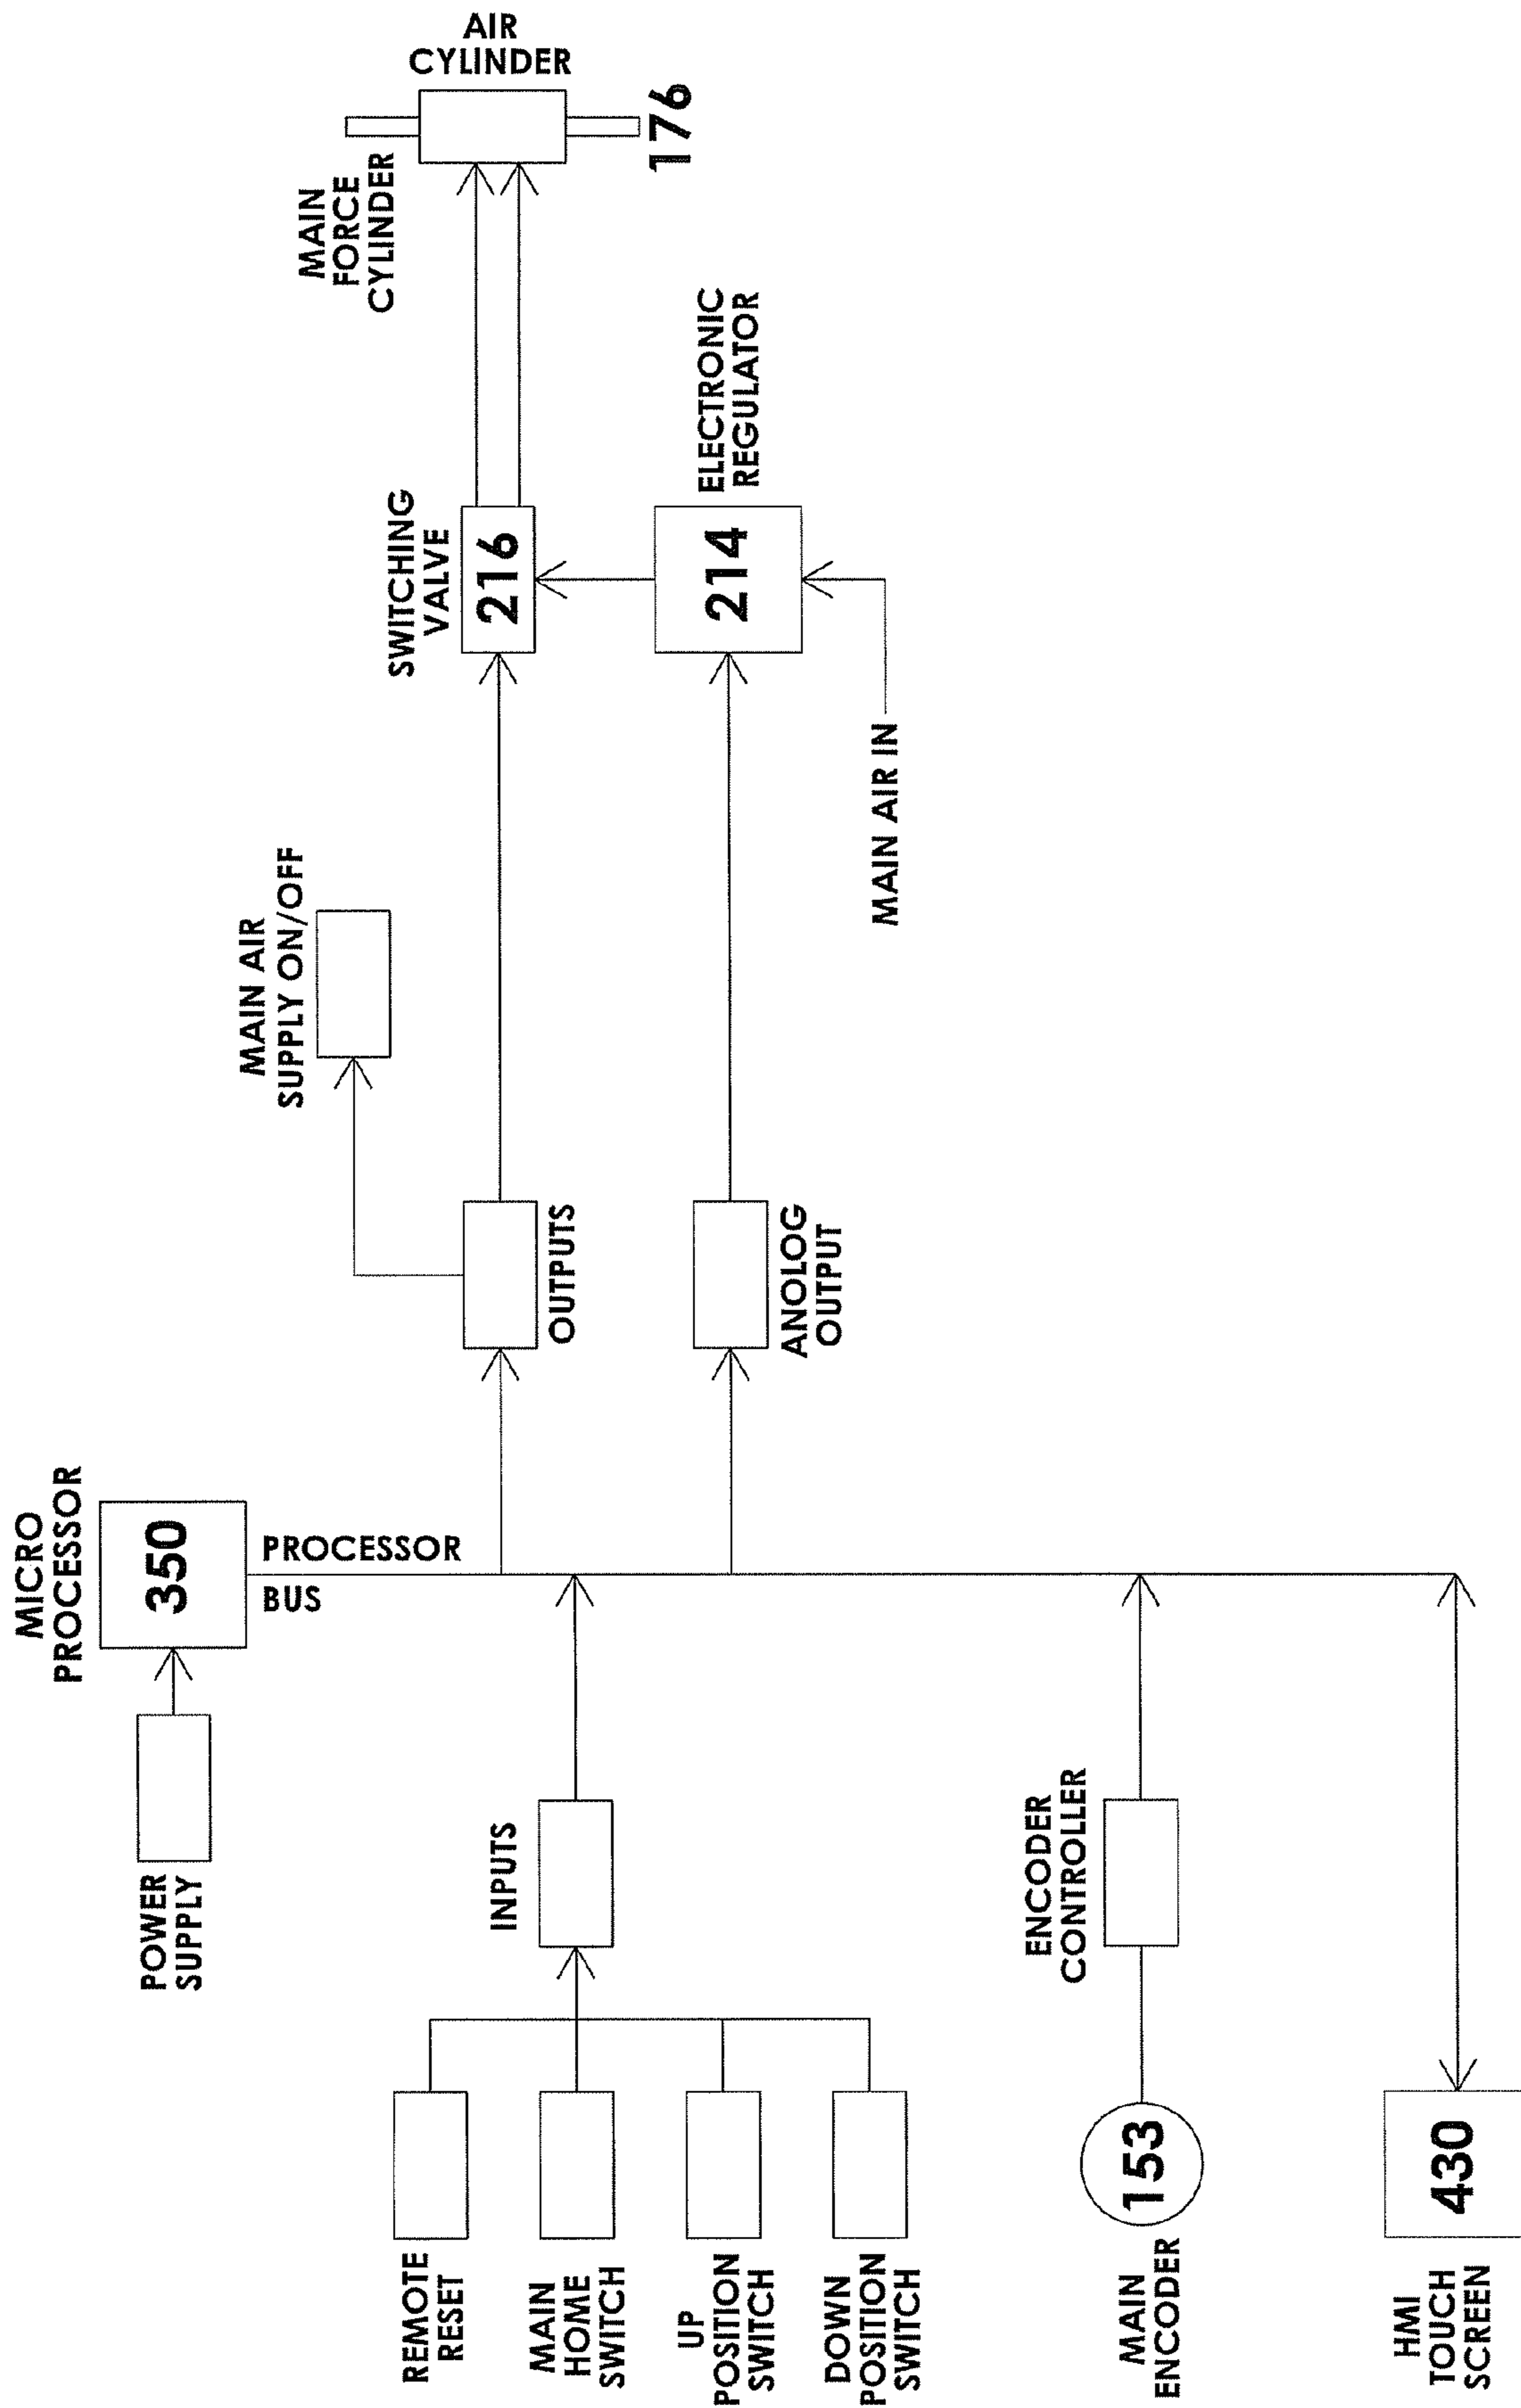 MICRO
PROCESSOR
350
POWER
SUPPLY
PROCESSOR
BUS
REMOTE
RESET
MAIN
HOME
SWITCH
UP
POSITION
SWITCH
DOWN
POSITION
SWITCH
INPUTS
MAIN
ENCODER
153
ENCODER
CONTROLLER
HMI
TOUCH
SCREEN
430
OUTPUTS
ANOLOG
OUTPUT
MAIN AIR
SUPPLY ON/OFF
SWITCHING
VALVE
216
ELECTRONIC
REGULATOR
214
MAIN AIR IN
MAIN
FORCE
CYLINDER
AIR
CYLINDER
176